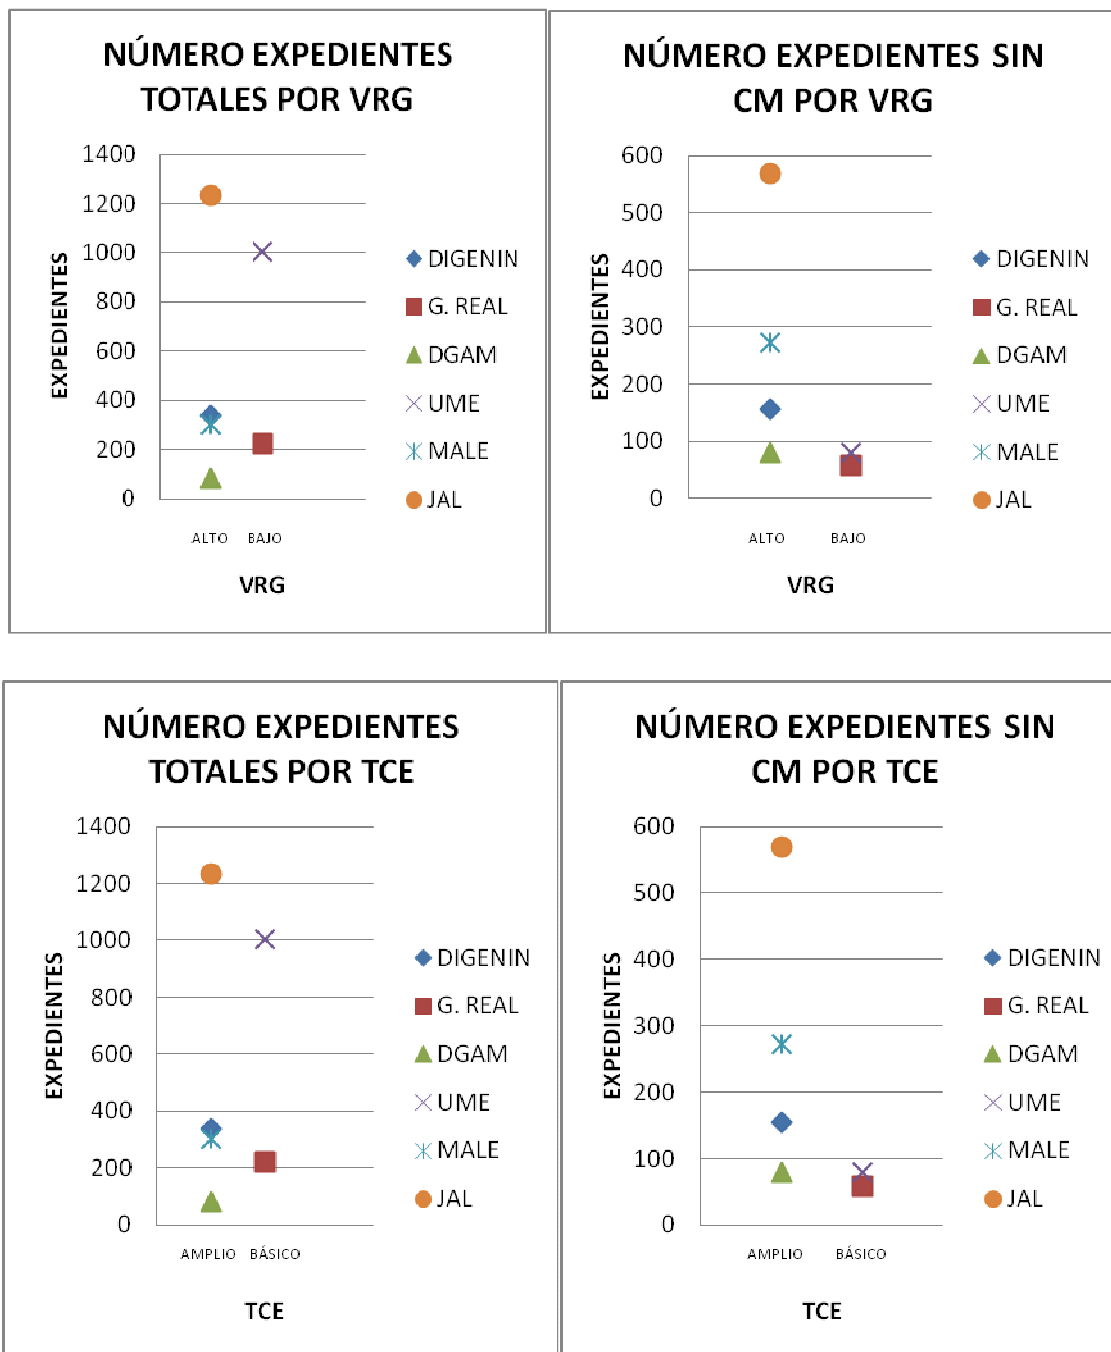 NÚMERO EXPEDIENTES
TOTALES POR VRG
1400
1200
1000
800
600
400
200
0
EXPEDIENTES
ALTO BAJO
VRG
DIGENIN
G. REAL
DGAM
UME
MALE
JAL
NÚMERO EXPEDIENTES SIN
CM POR VRG
600
500
400
300
200
100
0
EXPEDIENTES
ALTO BAJO
VRG
DIGENIN
G. REAL
DGAM
UME
MALE
JAL
NÚMERO EXPEDIENTES
TOTALES POR TCE
1400
1200
1000
800
600
400
200
0
EXPEDIENTES
AMPLIO BÁSICO
TCE
DIGENIN
G. REAL
DGAM
UME
MALE
JAL
NÚMERO EXPEDIENTES SIN
CM POR TCE
600
500
400
300
200
100
0
EXPEDIENTES
AMPLIO BÁSICO
TCE
DIGENIN
G. REAL
DGAM
UME
MALE
JAL